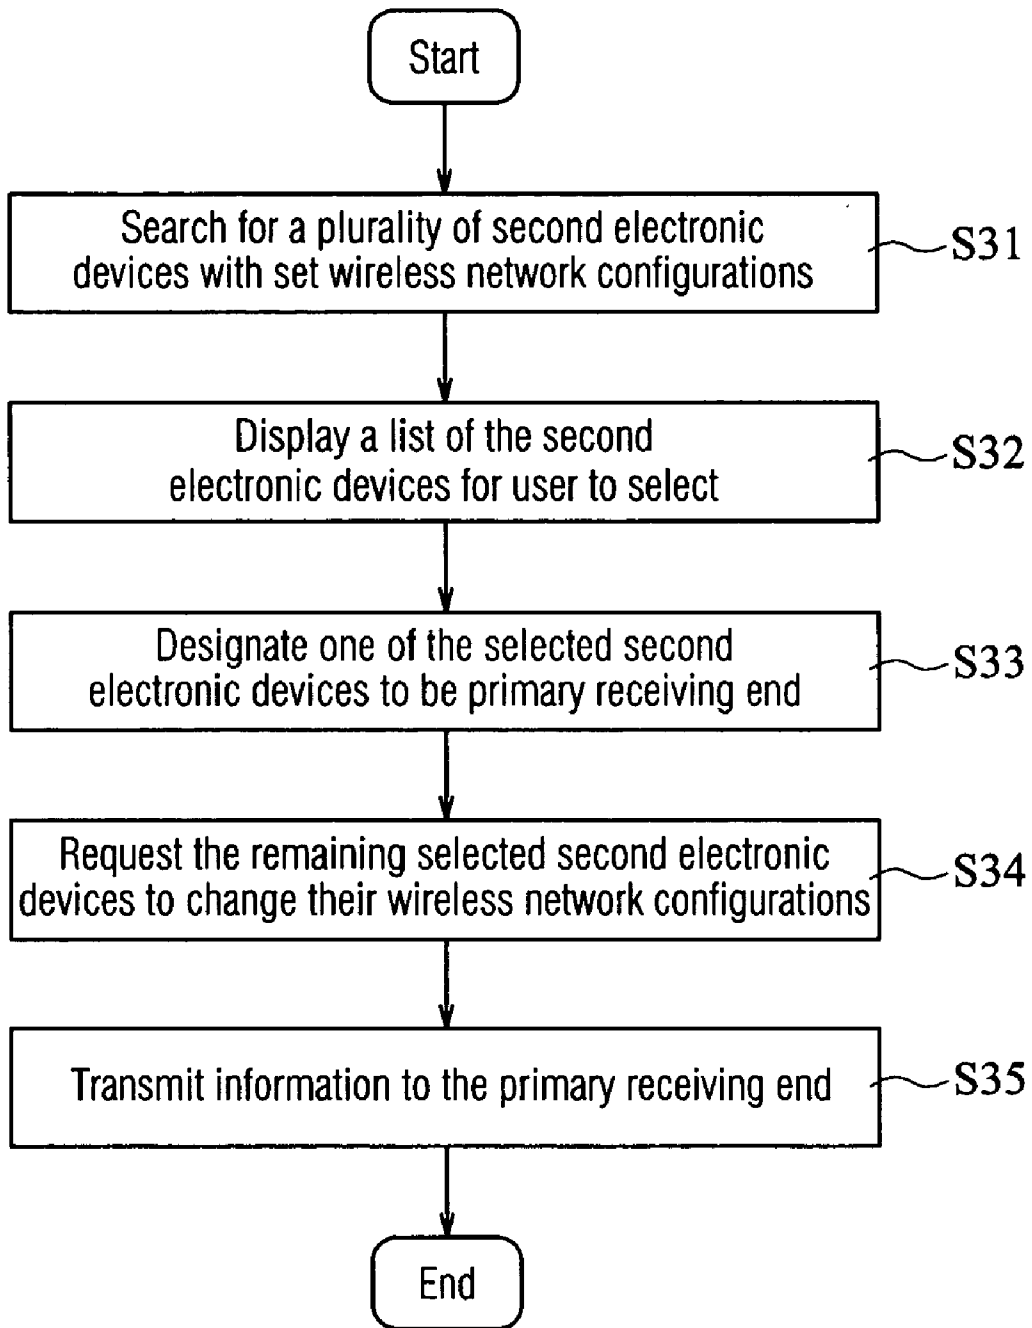 Start
Search for a plurality of second electronic
devices with set wireless network configurations
S31
Display a list of the second
electronic devices for user to select
S32
Designate one of the selected second
electronic devices to be primary receiving end
S33
Request the remaining selected second electronic
devices to change their wireless network configurations
S34
Transmit information to the primary receiving end
S35
End